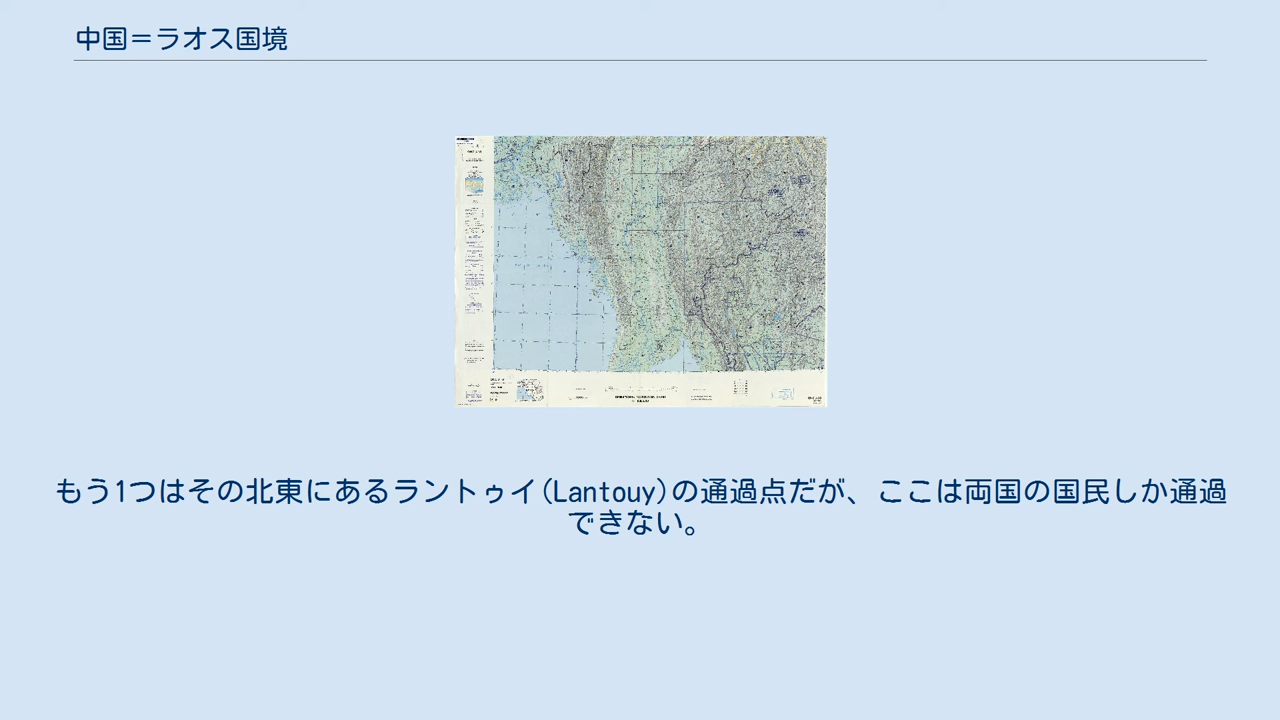 中国＝ラオス国境
もう1つはその北東にあるラントゥイ(Lantouy)の通過点だが、ここは両国の国民しか通過
できない。